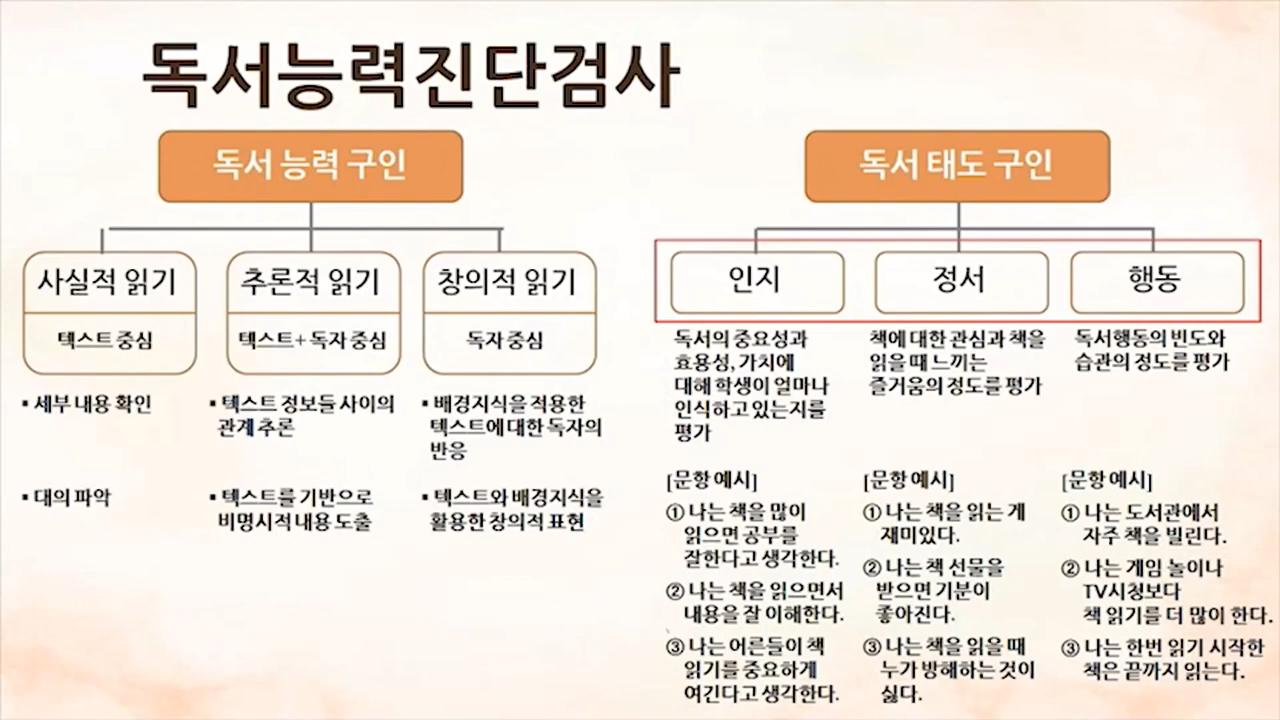 독서능력진단검사
독서 능력 구인
사실적 읽기
텍스트 중심
▪ 세부 내용 확인
▪ 대의 파악
추론적 읽기
텍스트+독자 중심
▪ 텍스트 정보들 사이의
관계 추론
▪ 텍스트를 기반으로
비명시적 내용 도출
창의적 읽기
독자 중심
▪ 배경지식을 적용한
텍스트에 대한 독자의
반응
▪ 텍스트와 배경지식을
활용한 창의적 표현
독서 태도 구인
인지
독서의 중요성과
효용성, 가치에
대해 학생이 얼마나
인식하고 있는지를
평가
[문항 예시]
① 나는 책을 많이
읽으면 공부를
잘한다고 생각한다.
② 나는 책을 읽으면서
내용을 잘 이해한다.
③ 나는 어른들이 책
읽기를 중요하게
여긴다고 생각한다.
정서
책에 대한 관심과 책을
읽을 때 느끼는
즐거움의 정도를 평가
[문항 예시]
① 나는 책을 읽는 게
재미있다.
② 나는 책 선물을
받으면 기분이
좋아진다.
③ 나는 책을 읽을 때
누가 방해하는 것이
싫다.
행동
독서행동의 빈도와
습관의 정도를 평가
[문항 예시]
① 나는 도서관에서
자주 책을 빌린다.
② 나는 게임 놀이나
TV시청보다
책 읽기를 더 많이 한다.
③ 나는 한번 읽기 시작한
책은 끝까지 읽는다.